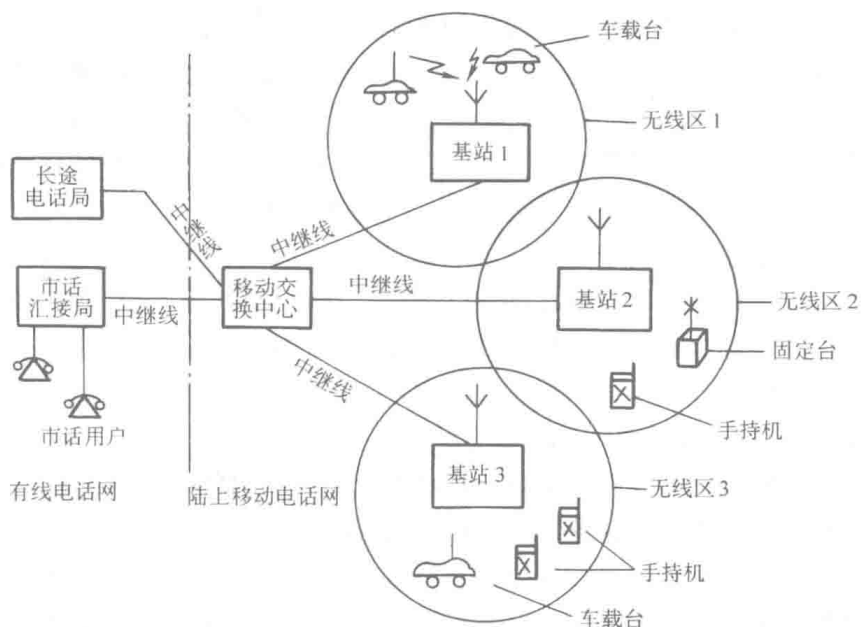 车载台
无线区1
基站1
长途
电话局
中继线
中继线
市话
汇接局
中继线
移动交
换中心
中继线
基站2
无线区2
固定台
手持机
中继线
市话用户
基站3
无线区3
有线电话网
陆上移动电话网
手持机
车载台